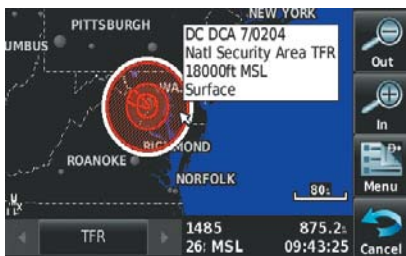 NEW YORK
PITTSBURGH
UMBUS
DC DCA 7/0204
Natl Security Area TFR
18000ft MSL
Surface
WA
ROANOKE
RICHMOND
NORFOLK
80
TFR
1485
26 MSL
875.2
09:43:25
Out
In
Menu
Cancel